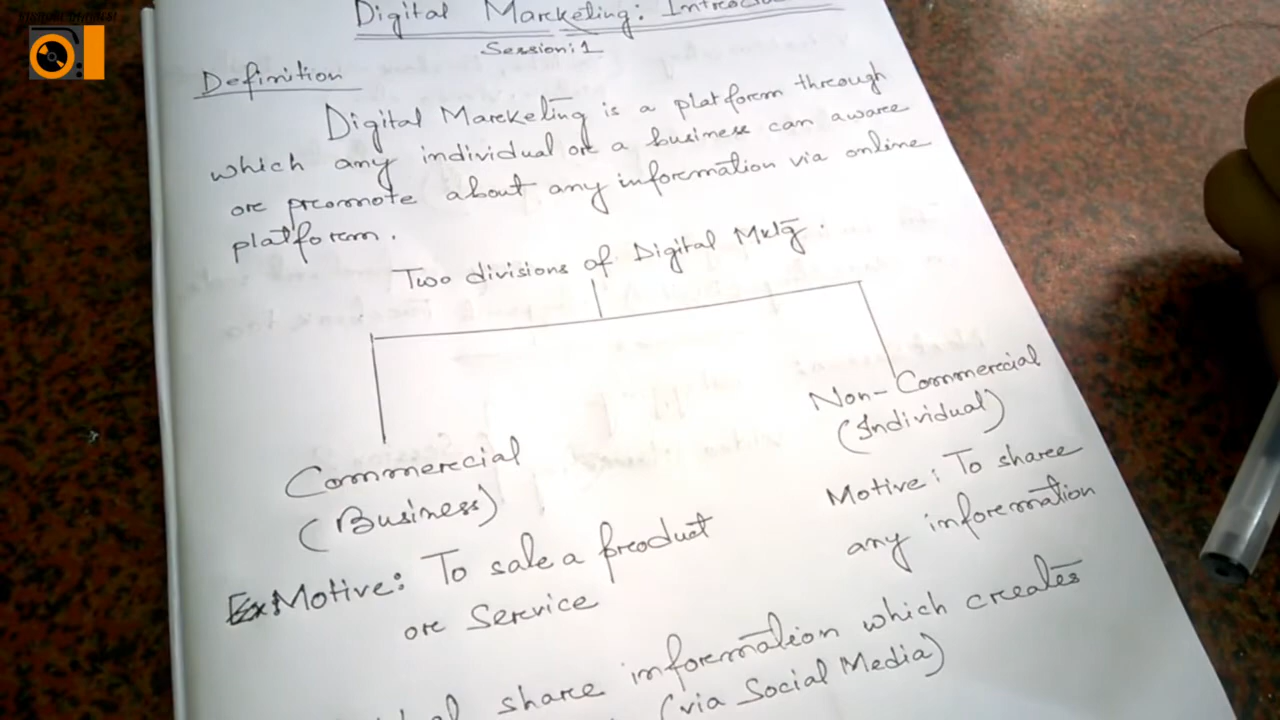 Digital Marketing:
Session: 1
Definition
Digital Marketing is a platform through
which any individual or a business can aware
or promote about any information via online
platform.
Two divisions of Digital Mktg.
Non-Commercial
(Individual)
Commercial
(Business)
Motive: To share
any information
Motive: To sale a product
or Service
share information which creates
(via Social Media)